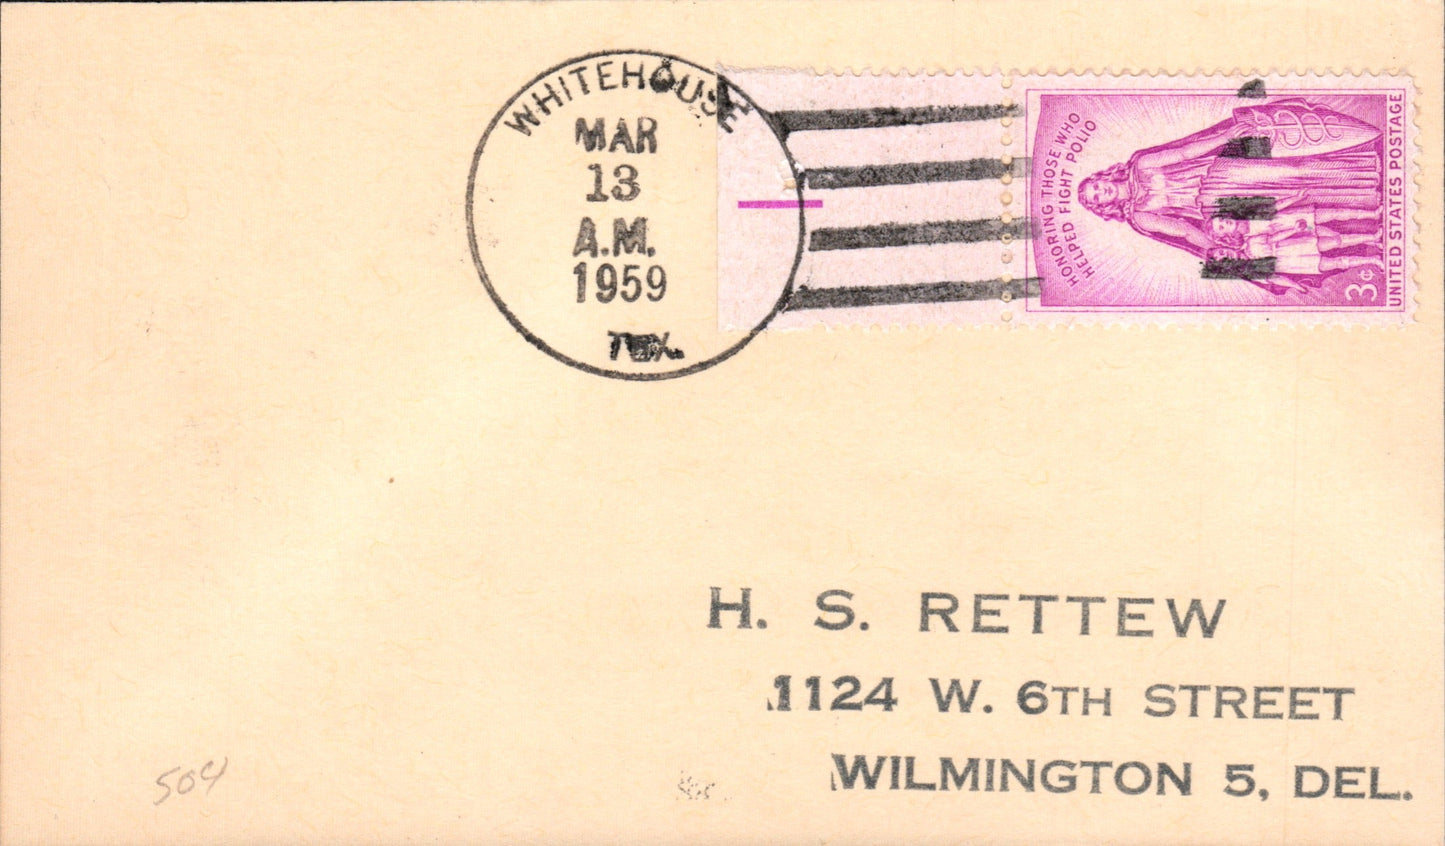 WHITEHOUSE
MAR
13
A.M.
1959
TEX.
HONORING THOSE WHO
HELPED FIGHT POLIO
3¢
UNITED STATES POSTAGE
H. S. RETTEW
1124 W. 6TH STREET
WILMINGTON 5, DEL.
504